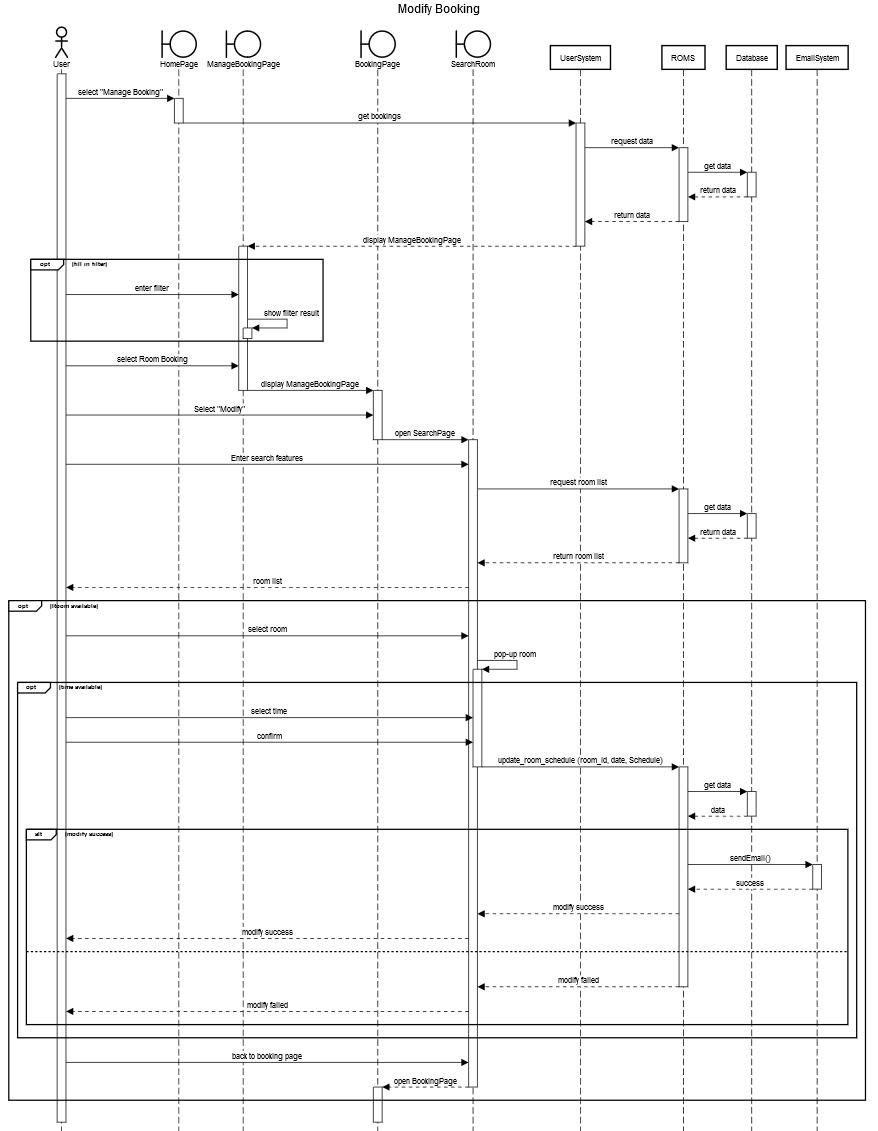 Modify Booking
User
HomePage
ManageBookingPage
BookingPage
SearchRoom
UserSystem
ROMS
Database
EmailSystem
select "Manage Booking"
get bookings
request data
get data
return data
return data
display ManageBookingPage
opt
[fill in filter]
enter filter
show filter result
select Room Booking
display ManageBookingPage
Select "Modify"
open SearchPage
Enter search features
request room list
get data
return data
return room list
room list
opt
[Room available]
select room
pop-up room
opt
[time available]
select time
confirm
update_room_schedule (room_id, date, Schedule)
get data
data
alt
[modify success]
sendEmail()
success
modify success
modify success
modify failed
modify failed
back to booking page
open BookingPage